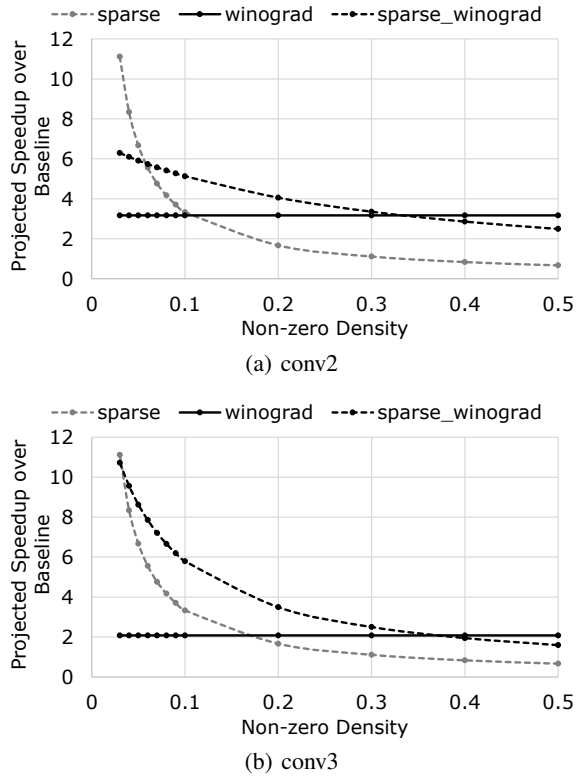 sparse winograd sparse_winograd
12
10
8
6
4
2
0
Projected Speedup over
Baseline
0 0.1 0.2 0.3 0.4 0.5
Non-zero Density
(a) conv2
sparse winograd sparse_winograd
12
10
8
6
4
2
0
Projected Speedup over
Baseline
0 0.1 0.2 0.3 0.4 0.5
Non-zero Density
(b) conv3